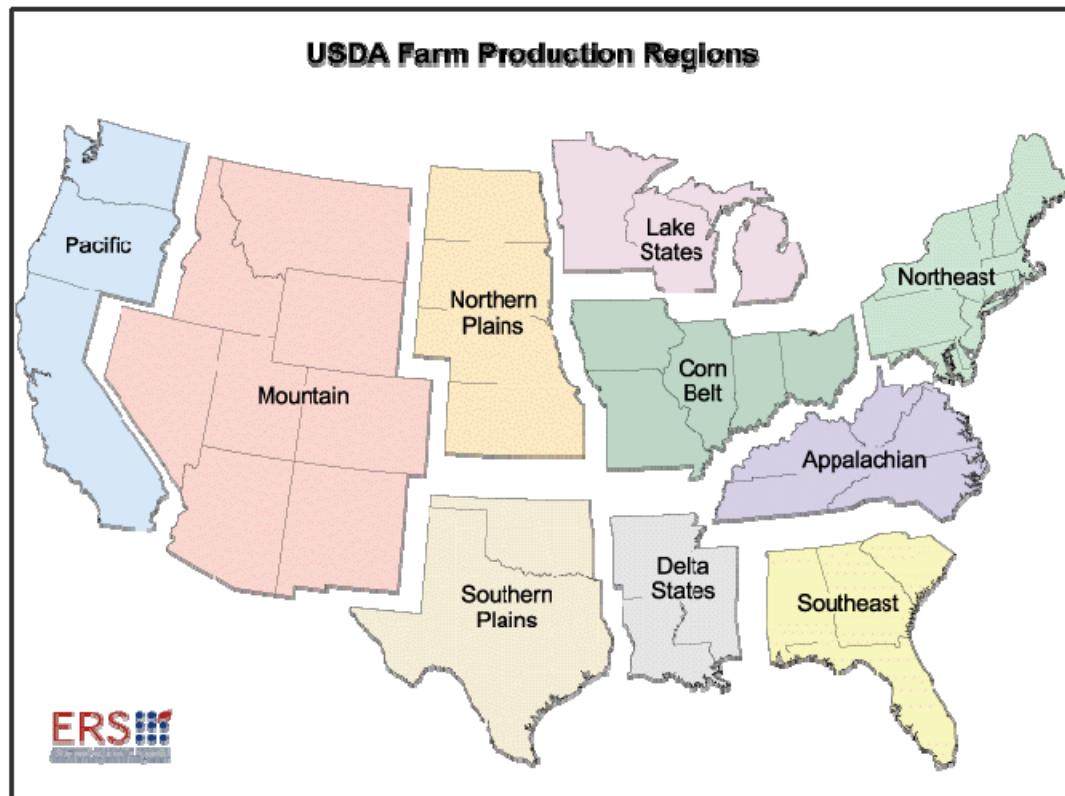 USDA Farm Production Regions
Pacific
Mountain
Northern
Plains
Lake
States
Corn
Belt
Northeast
Appalachian
Southern
Plains
Delta
States
Southeast
ERS